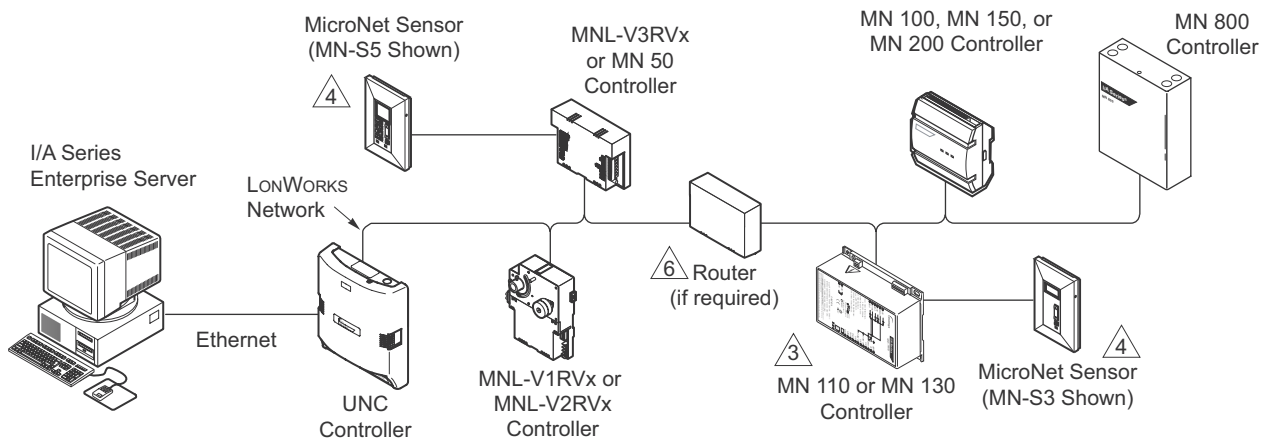 MicroNet Sensor
(MN-S5 Shown)
4
MNL-V3RVx
or MN 50
Controller
MN 100, MN 150, or
MN 200 Controller
MN 800
Controller
I/A Series
Enterprise Server
LONWORKS
Network
Ethernet
UNC
Controller
MNL-V1RVx or
MNL-V2RVx
Controller
6
Router
(if required)
3
MN 110 or MN 130
Controller
4
MicroNet Sensor
(MN-S3 Shown)